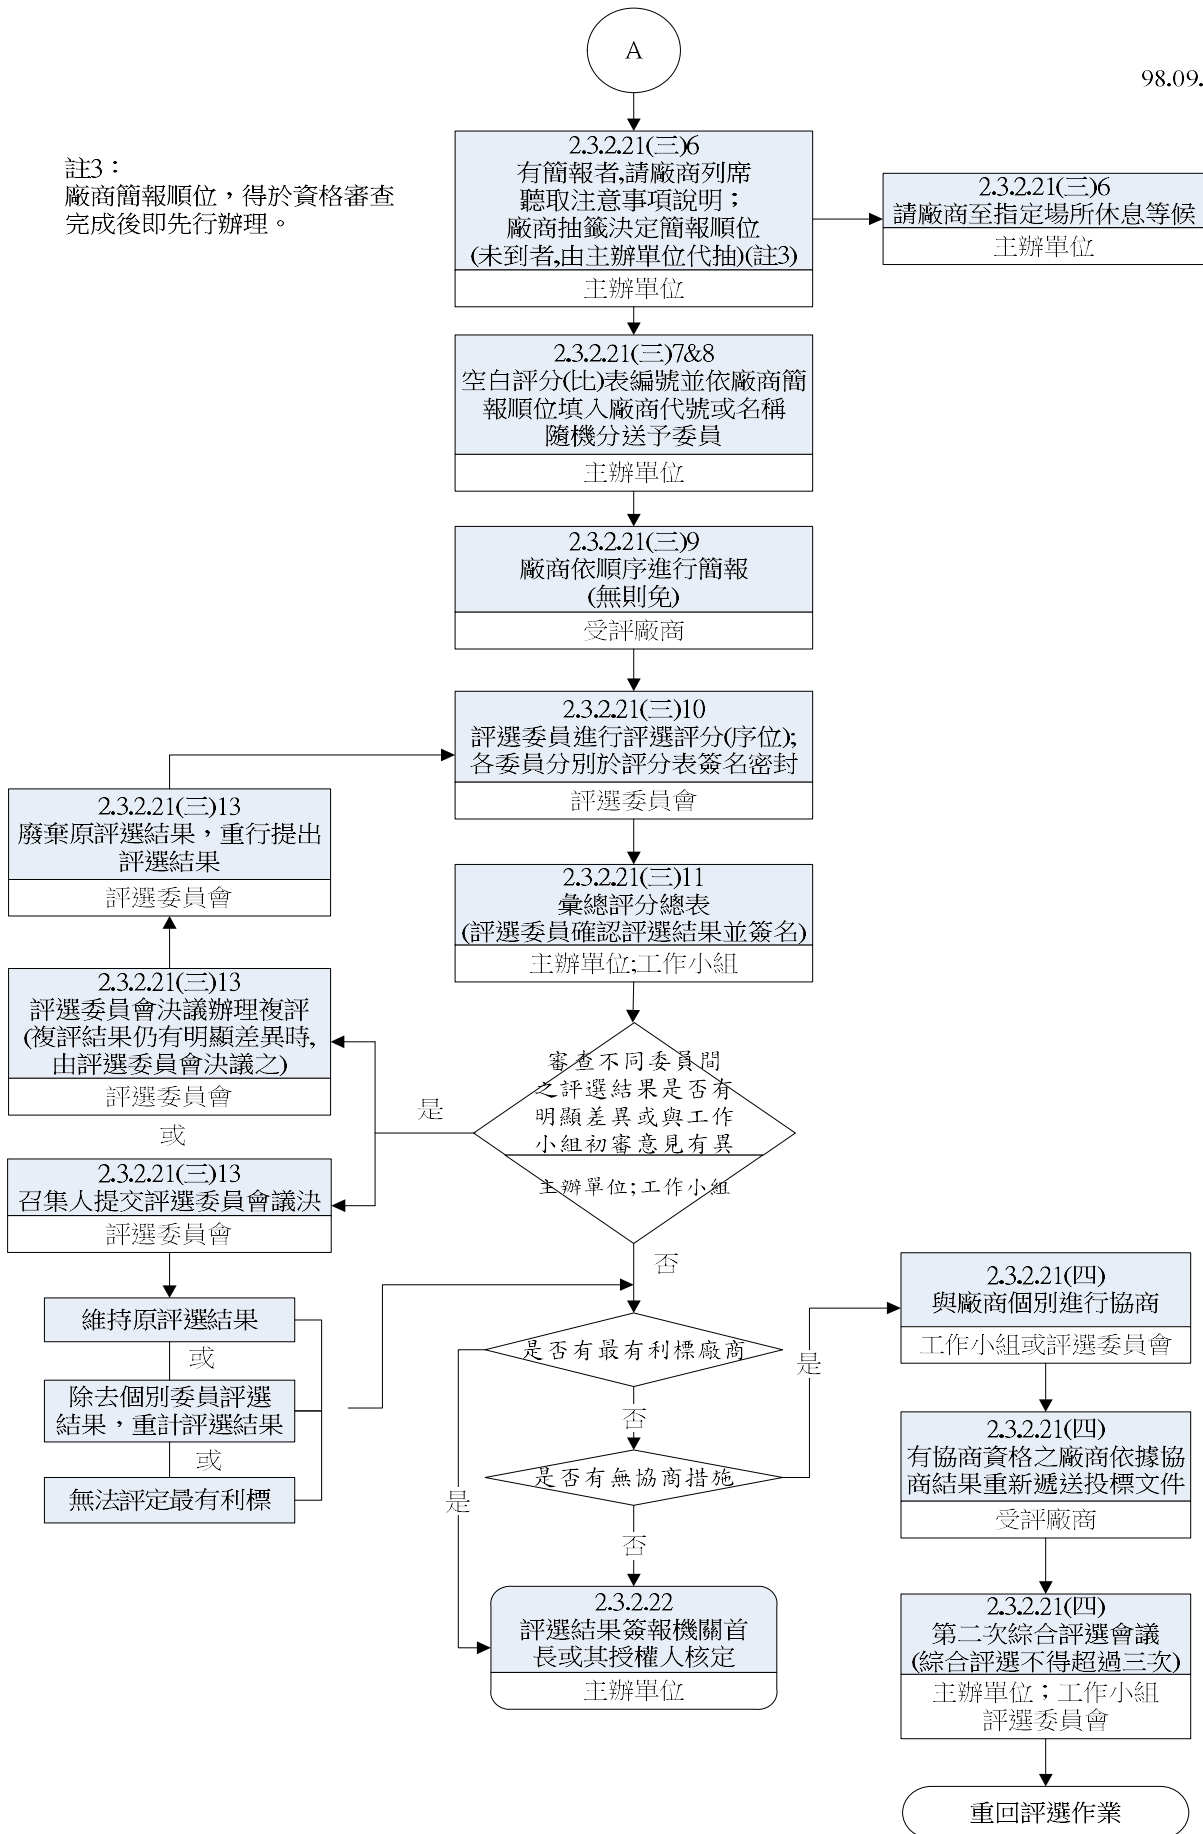 A
98.09.
註3：
廠商簡報順位，得於資格審查
完成後即先行辦理。
2.3.2.21(三)6
有簡報者,請廠商列席
聽取注意事項說明；
廠商抽籤決定簡報順位
(未到者,由主辦單位代抽)(註3)
主辦單位
2.3.2.21(三)6
請廠商至指定場所休息等候
主辦單位
2.3.2.21(三)7&8
空白評分(比)表編號並依廠商簡
報順位填入廠商代號或名稱
隨機分送予委員
主辦單位
2.3.2.21(三)9
廠商依順序進行簡報
(無則免)
受評廠商
2.3.2.21(三)10
評選委員進行評選評分(序位);
各委員分別於評分表簽名密封
評選委員會
2.3.2.21(三)13
廢棄原評選結果，重行提出
評選結果
評選委員會
2.3.2.21(三)11
彙總評分總表
(評選委員確認評選結果並簽名)
主辦單位;工作小組
2.3.2.21(三)13
評選委員會決議辦理複評
(複評結果仍有明顯差異時,
由評選委員會決議之)
評選委員會
或
是
審查不同委員間
之評選結果是否有
明顯差異或與工作
小組初審意見有異
主辦單位;工作小組
2.3.2.21(三)13
召集人提交評選委員會議決
評選委員會
否
維持原評選結果
或
除去個別委員評選
結果，重計評選結果
或
無法評定最有利標
是否有最有利標廠商
是
否
是否有無協商措施
是
否
2.3.2.22
評選結果簽報機關首
長或其授權人核定
主辦單位
2.3.2.21(四)
與廠商個別進行協商
工作小組或評選委員會
2.3.2.21(四)
有協商資格之廠商依據協
商結果重新遞送投標文件
受評廠商
2.3.2.21(四)
第二次綜合評選會議
(綜合評選不得超過三次)
主辦單位；工作小組
評選委員會
重回評選作業